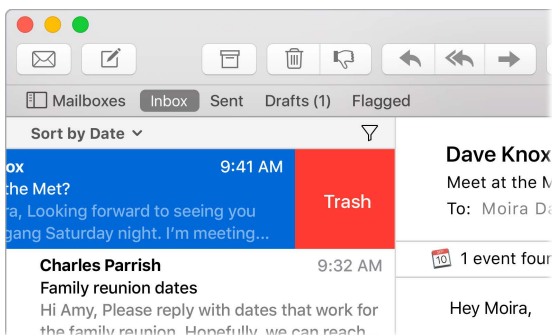 Mailboxes Inbox Sent Drafts (1) Flagged
Sort by Date
ox 9:41 AM
the Met?
ra, Looking forward to seeing you
gang Saturday night. I'm meeting...
Trash
Charles Parrish 9:32 AM
Family reunion dates
Hi Amy, Please reply with dates that work for
the family reunion. Hopefully, we can reach
Dave Knox
Meet at the M
To: Moira Da
10 1 event foun
Hey Moira,